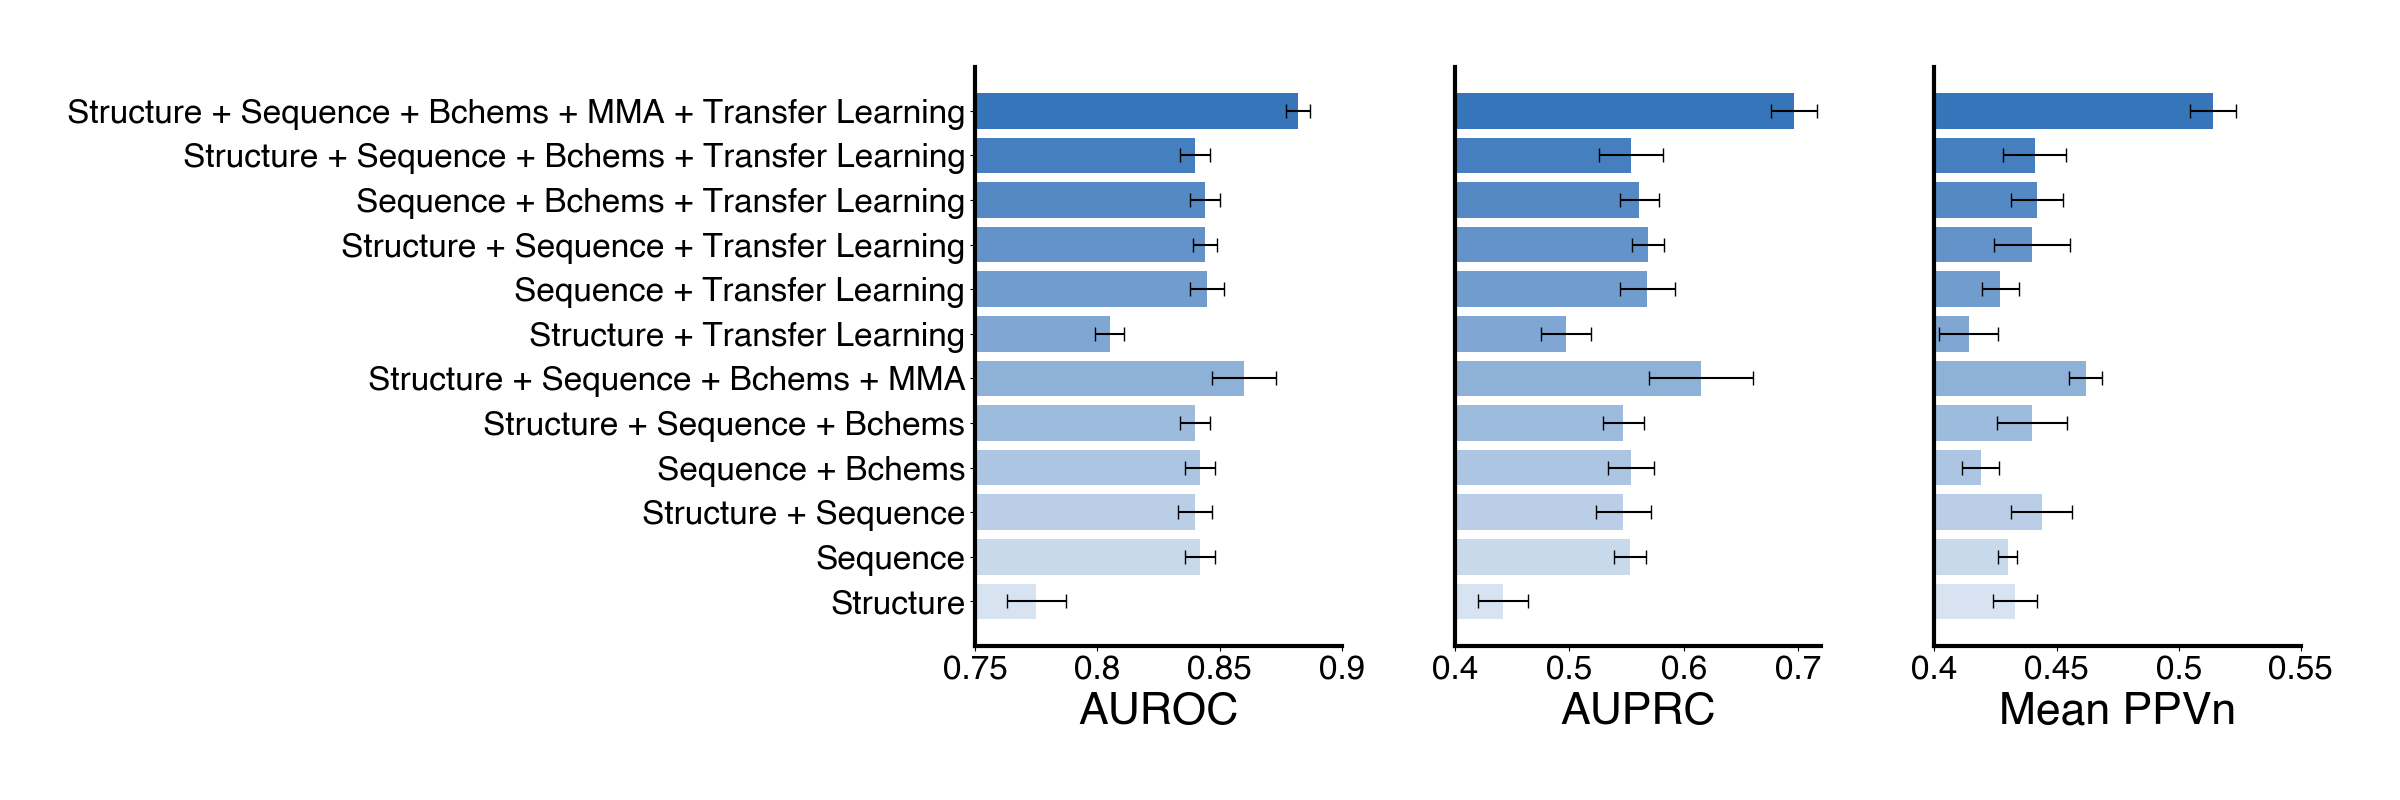 Structure + Sequence + Bchems + MMA + Transfer Learning
Structure + Sequence + Bchems + Transfer Learning
Sequence + Bchems + Transfer Learning
Structure + Sequence + Transfer Learning
Sequence + Transfer Learning
Structure + Transfer Learning
Structure + Sequence + Bchems + MMA
Structure + Sequence + Bchems
Sequence + Bchems
Structure + Sequence
Sequence
Structure
0.75 0.8 0.85 0.9
AUROC
0.4 0.5 0.6 0.7
AUPRC
0.4 0.45 0.5 0.55
Mean PPVn